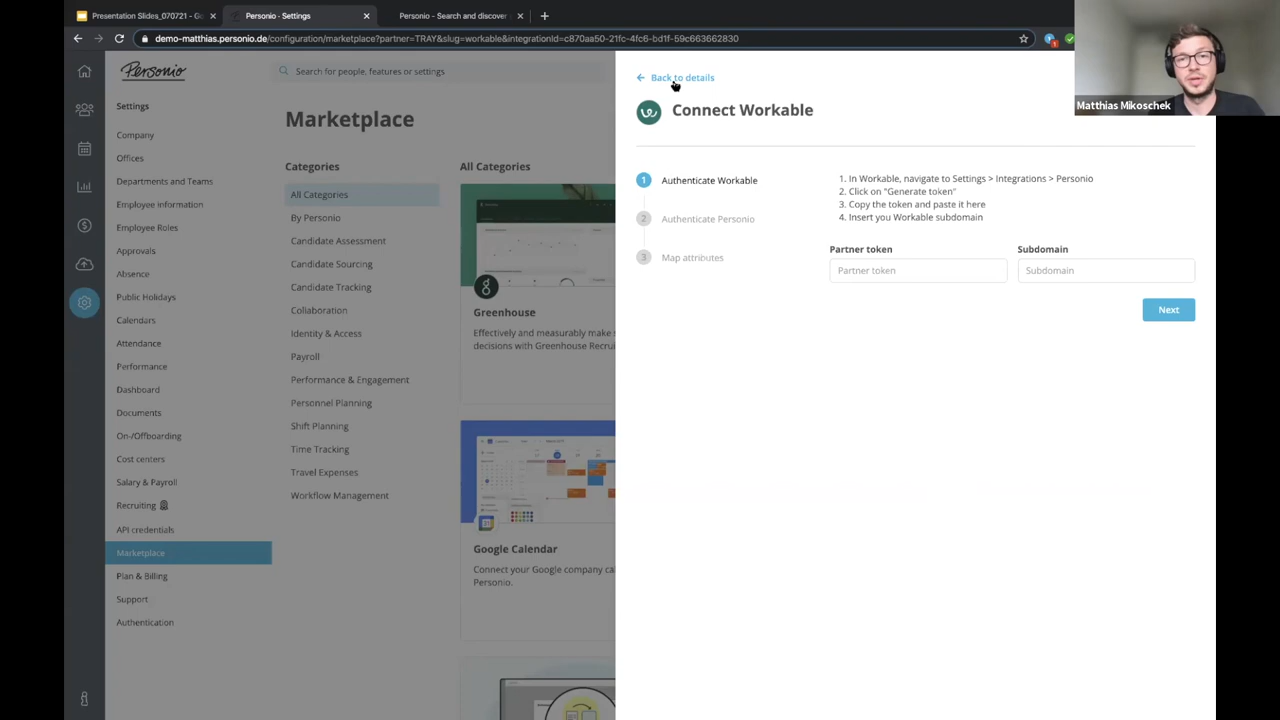 Presentation Slides_070721 - G
Personio · Settings
Personio – Search and discover
demo-matthias.personio.de/configuration/marketplace?partner=TRAY&slug=workable&integrationId=c870aa50-21fc-4fc6-bd1f-59c663662830
Matthias Mikoschek
Personio
Search for people, features or settings
Settings
Company
Offices
Departments and Teams
Employee information
Employee Roles
Approvals
Absence
Public Holidays
Calendars
Attendance
Performance
Dashboard
Documents
On-/Offboarding
Cost centers
Salary & Payroll
Recruiting
API credentials
Marketplace
Plan & Billing
Support
Authentication
Marketplace
Categories
All Categories
By Personio
Candidate Assessment
Candidate Sourcing
Candidate Tracking
Collaboration
Identity & Access
Payroll
Performance & Engagement
Personnel Planning
Shift Planning
Time Tracking
Travel Expenses
Workflow Management
All Categories
Greenhouse
Effectively and measurably make
decisions with Greenhouse Recru
Google Calendar
Connect your Google company cal
Personio.
Back to details
Connect Workable
1 Authenticate Workable
2 Authenticate Personio
3 Map attributes
1. In Workable, navigate to Settings > Integrations > Personio
2. Click on "Generate token"
3. Copy the token and paste it here
4. Insert you Workable subdomain
Partner token
Partner token
Subdomain
Subdomain
Next